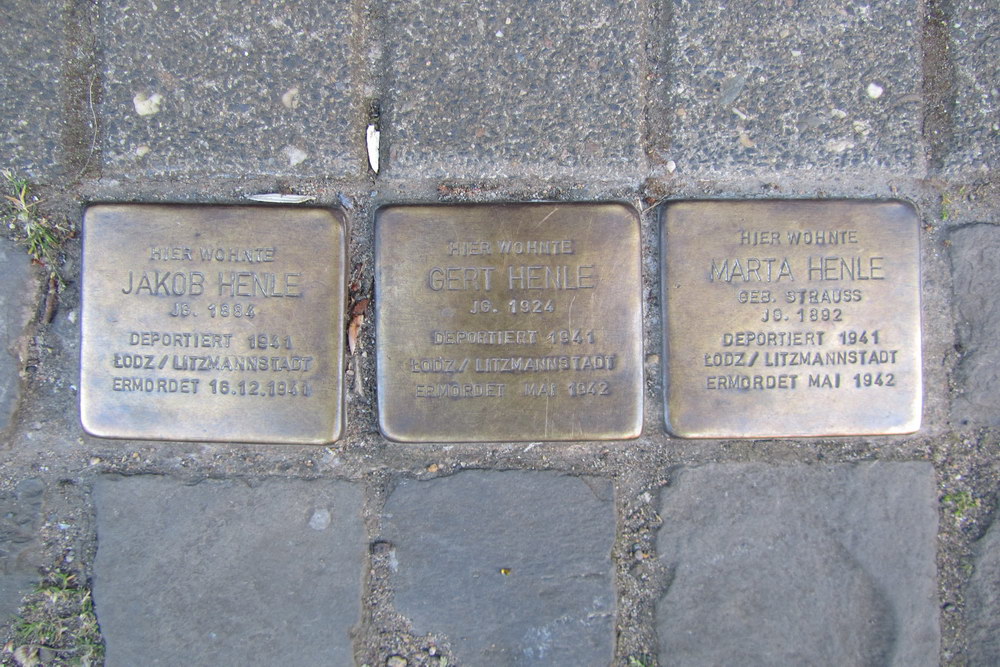 HIER WOHNTE
JAKOB HENLE
JG. 1884
DEPORTIERT 1941
ŁODZ/LITZMANNSTADT
ERMORDET 16.12.1941
HIER WOHNTE
GERT HENLE
JG. 1924
DEPORTIERT 1941
ŁODZ/LITZMANNSTADT
ERMORDET MAI 1942
HIER WOHNTE
MARTA HENLE
GEB. STRAUSS
JG. 1892
DEPORTIERT 1941
ŁODZ/LITZMANNSTADT
ERMORDET MAI 1942